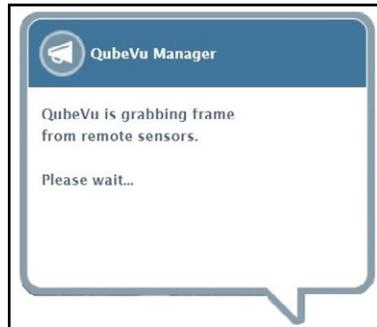 QubeVu Manager
QubeVu is grabbing frame
from remote sensors.
Please wait...